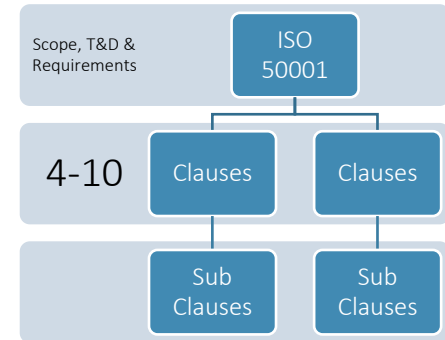 Scope, T&D &
Requirements
ISO
50001
4-10
Clauses
Clauses
Sub
Clauses
Sub
Clauses